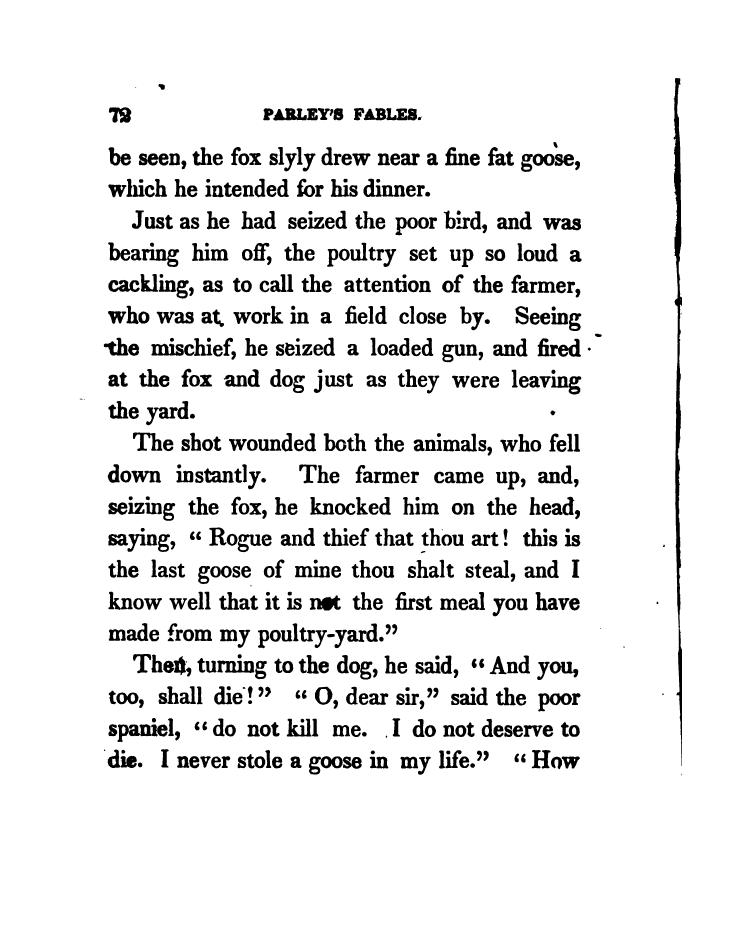 72 PARLEY'S FABLES.
be seen, the fox slyly drew near a fine fat goose,
which he intended for his dinner.
Just as he had seized the poor bird, and was
bearing him off, the poultry set up so loud a
cackling, as to call the attention of the farmer,
who was at work in a field close by. Seeing
the mischief, he seized a loaded gun, and fired
at the fox and dog just as they were leaving
the yard.
The shot wounded both the animals, who fell
down instantly. The farmer came up, and,
seizing the fox, he knocked him on the head,
saying, “ Rogue and thief that thou art! this is
the last goose of mine thou shalt steal, and I
know well that it is not the first meal you have
made from my poultry-yard.”
Then, turning to the dog, he said, “ And you,
too, shall die!” “ O, dear sir,” said the poor
spaniel, “ do not kill me. I do not deserve to
die. I never stole a goose in my life.” “ How